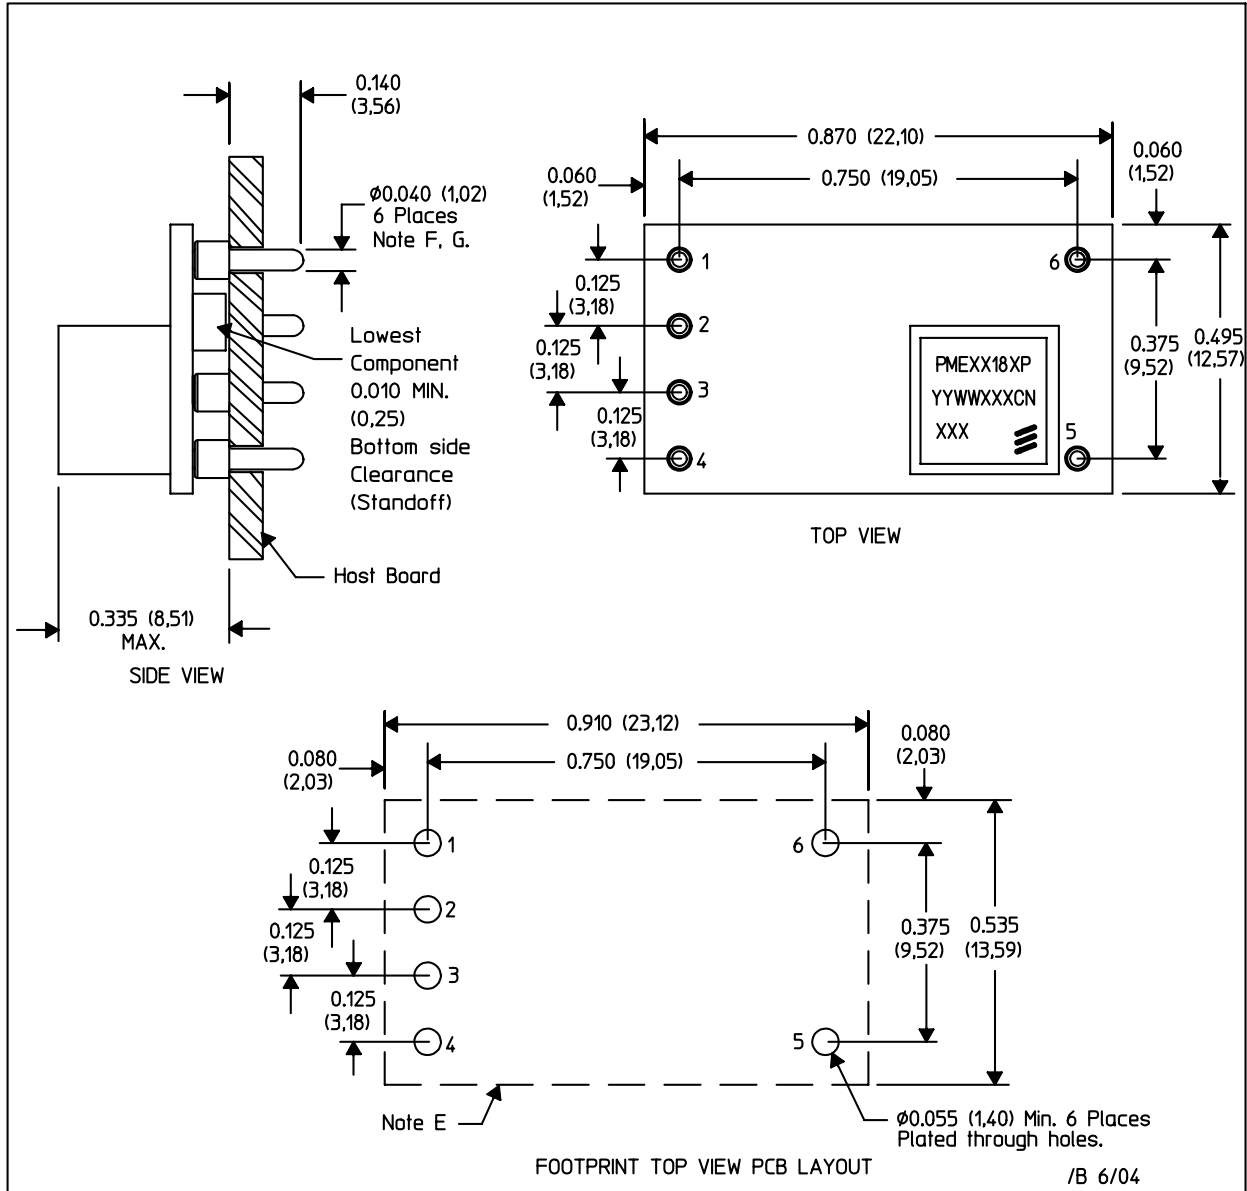 0.140
(3,56)
Ø0.040 (1,02)
6 Places
Note F, G.
Lowest
Component
0.010 MIN.
(0,25)
Bottom side
Clearance
(Standoff)
Host Board
0.335 (8,51)
MAX.
SIDE VIEW
0.870 (22,10)
0.750 (19,05)
0.060
(1,52)
0.060
(1,52)
1
6
0.125
(3,18)
2
0.125
(3,18)
3
0.125
(3,18)
4
5
PMEXX18XP
YYWWXXXCN
XXX
0.375
(9,52)
0.495
(12,57)
TOP VIEW
0.910 (23,12)
0.750 (19,05)
0.080
(2,03)
0.080
(2,03)
1
6
0.125
(3,18)
2
0.125
(3,18)
3
0.125
(3,18)
4
5
0.375
(9,52)
0.535
(13,59)
Note E
Ø0.055 (1,40) Min. 6 Places
Plated through holes.
FOOTPRINT TOP VIEW PCB LAYOUT
/B 6/04